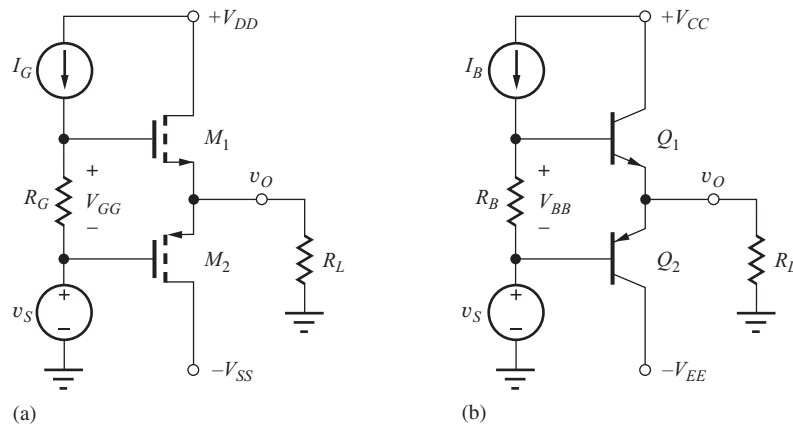 +V_DD
I_G
M_1
R_G
+
V_GG
−
v_O
M_2
R_L
v_S
+
−
−V_SS
(a)
+V_CC
I_B
Q_1
R_B
+
V_BB
−
v_O
Q_2
R_L
v_S
+
−
−V_EE
(b)